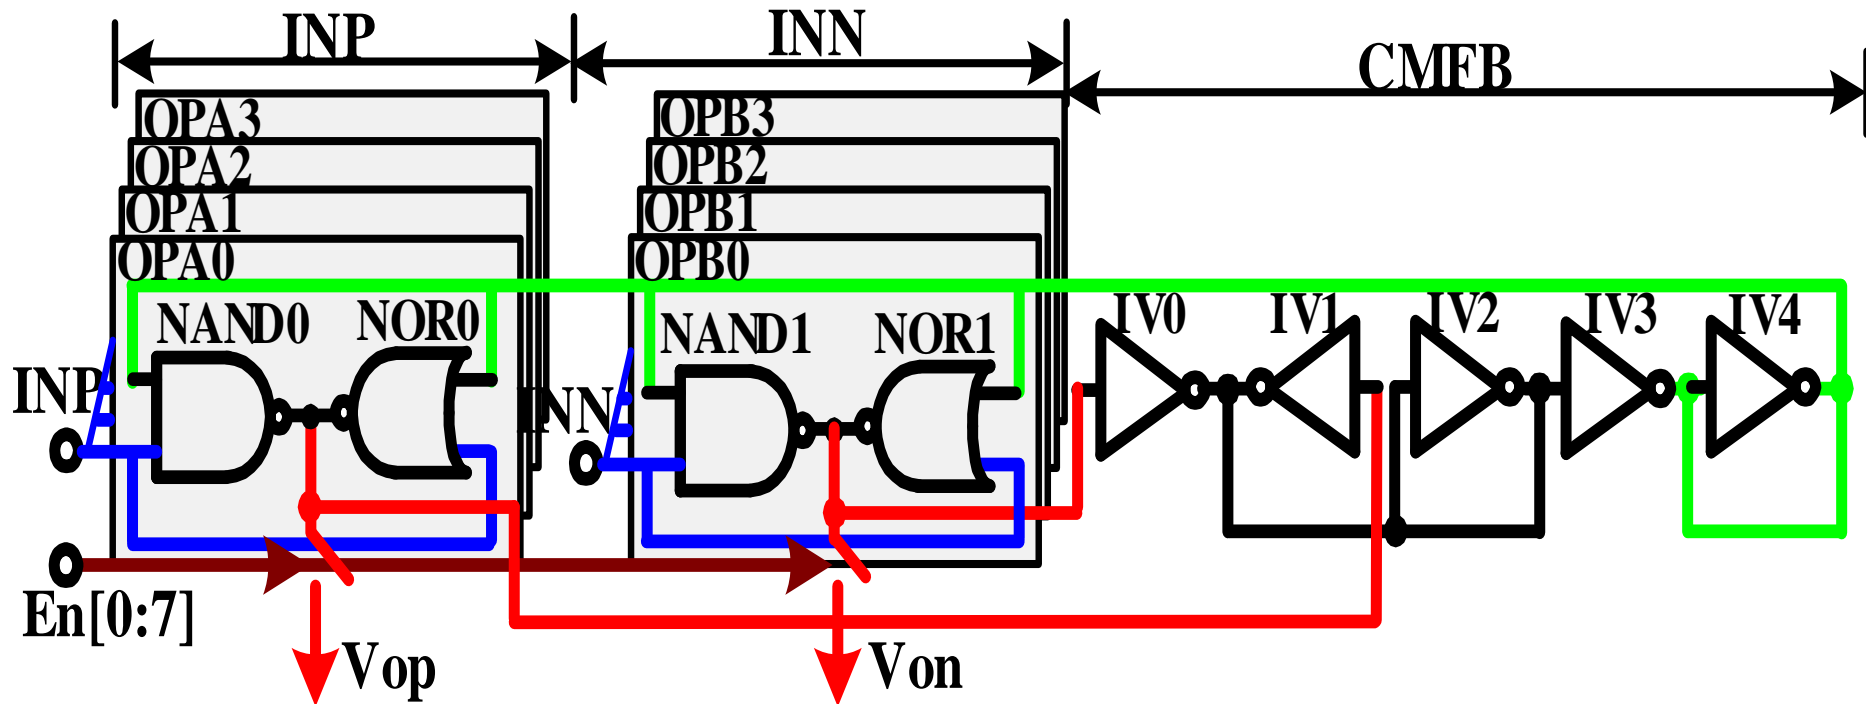 INP
INN
CMFB
OPA3
OPB3
OPA2
OPB2
OPA1
OPB1
OPA0
OPB0
NAND0
NOR0
NAND1
NOR1
IV0
IV1
IV2
IV3
IV4
INP
INN
En[0:7]
Vop
Von